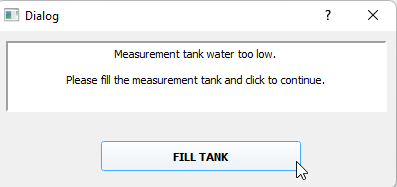 Dialog
?
Measurement tank water too low.
Please fill the measurement tank and click to continue.
FILL TANK